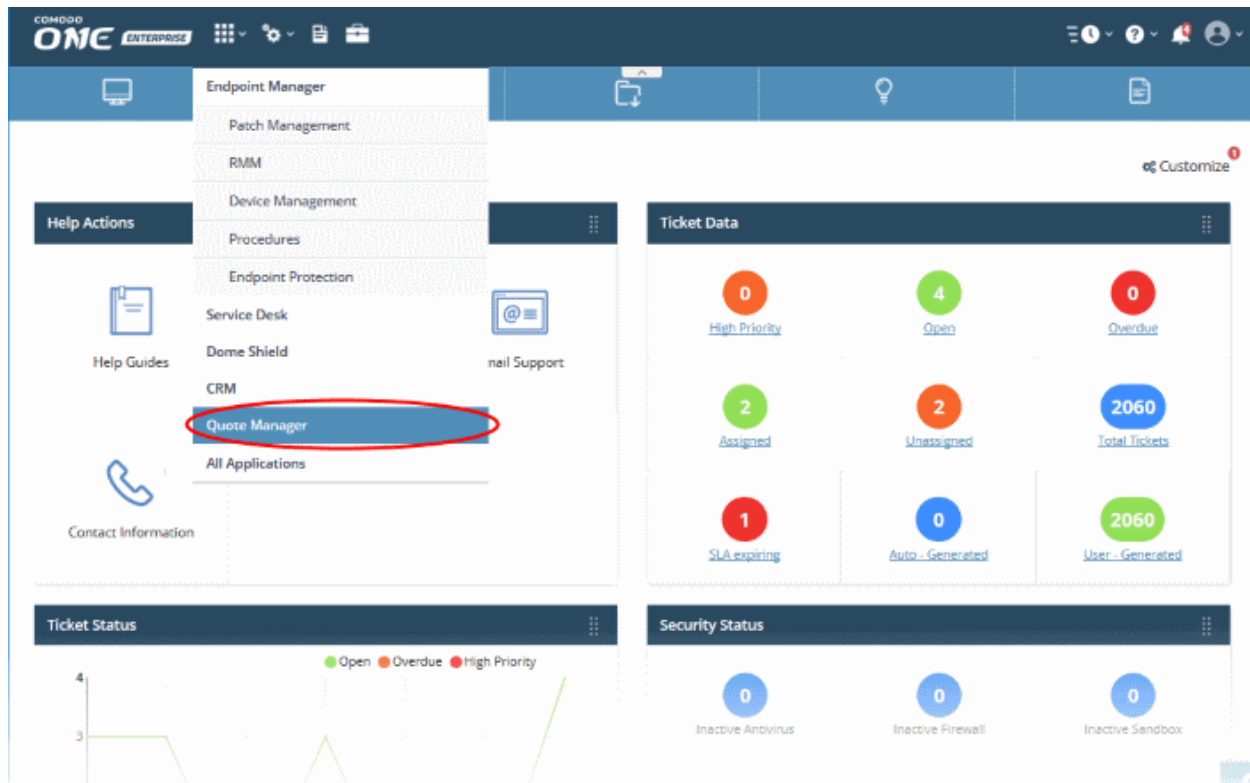 COMODO
ONE ENTERPRISE
4
Endpoint Manager
Patch Management
RMM
Device Management
Procedures
Endpoint Protection
Service Desk
Dome Shield
CRM
Quote Manager
All Applications
1
Customize
Help Actions
Help Guides
mail Support
Contact Information
Ticket Data
0
High Priority
4
Open
0
Overdue
2
Assigned
2
Unassigned
2060
Total Tickets
1
SLA expiring
0
Auto - Generated
2060
User - Generated
Ticket Status
Open Overdue High Priority
4
3
Security Status
0
Inactive Antivirus
0
Inactive Firewall
0
Inactive Sandbox